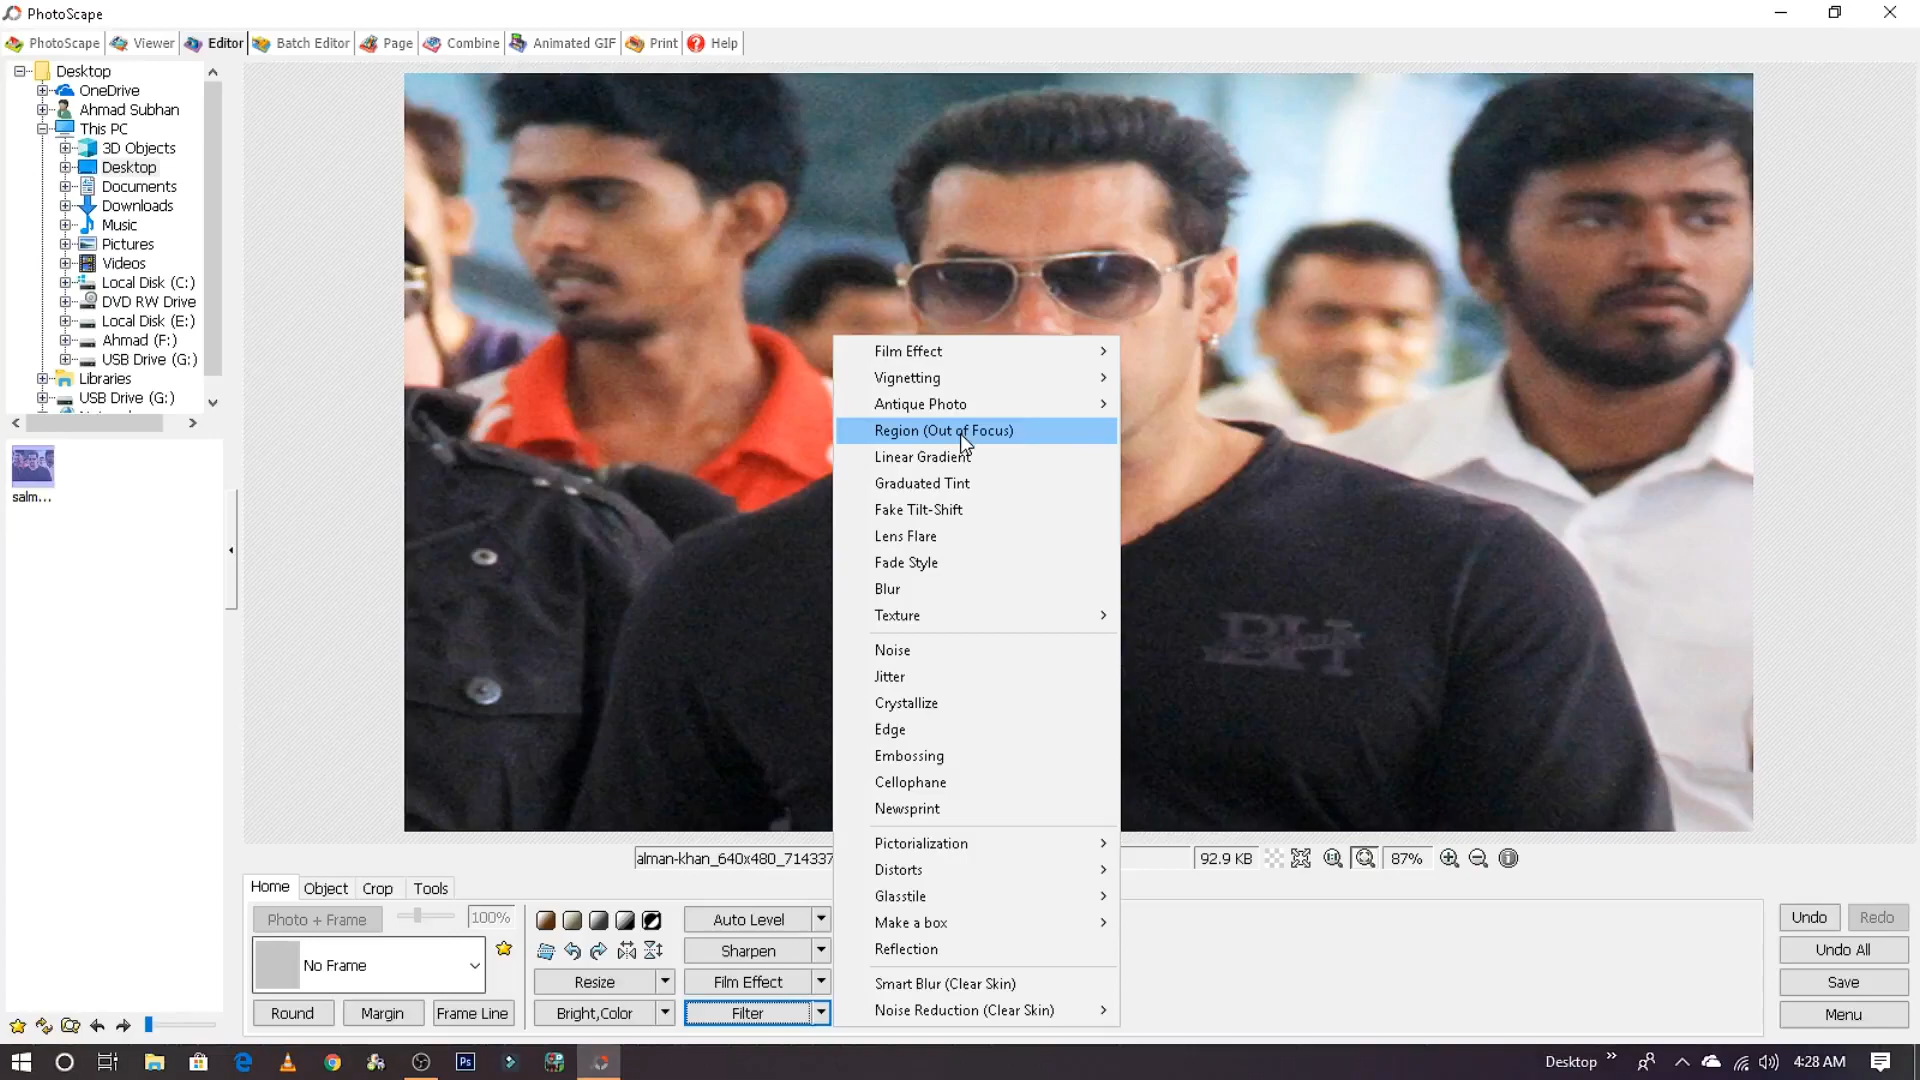 PhotoScape
PhotoScape Viewer Editor Batch Editor Page Combine Animated GIF Print Help
Desktop
OneDrive
Ahmad Subhan
This PC
3D Objects
Desktop
Documents
Downloads
Music
Pictures
Videos
Local Disk (C:)
DVD RW Drive
Local Disk (E:)
Ahmad (F:)
USB Drive (G:)
Libraries
USB Drive (G:)
salm...
Film Effect
Vignetting
Antique Photo
Region (Out of Focus)
Linear Gradient
Graduated Tint
Fake Tilt-Shift
Lens Flare
Fade Style
Blur
Texture
Noise
Jitter
Crystallize
Edge
Embossing
Cellophane
Newsprint
Pictorialization
Distorts
Glasstile
Make a box
Reflection
Smart Blur (Clear Skin)
Noise Reduction (Clear Skin)
alman-khan_640x480_714337
92.9 KB
87%
Home Object Crop Tools
Photo + Frame 100%
No Frame
Round Margin Frame Line
Resize
Bright,Color
Auto Level
Sharpen
Film Effect
Filter
Undo Redo
Undo All
Save
Menu
Desktop
4:28 AM